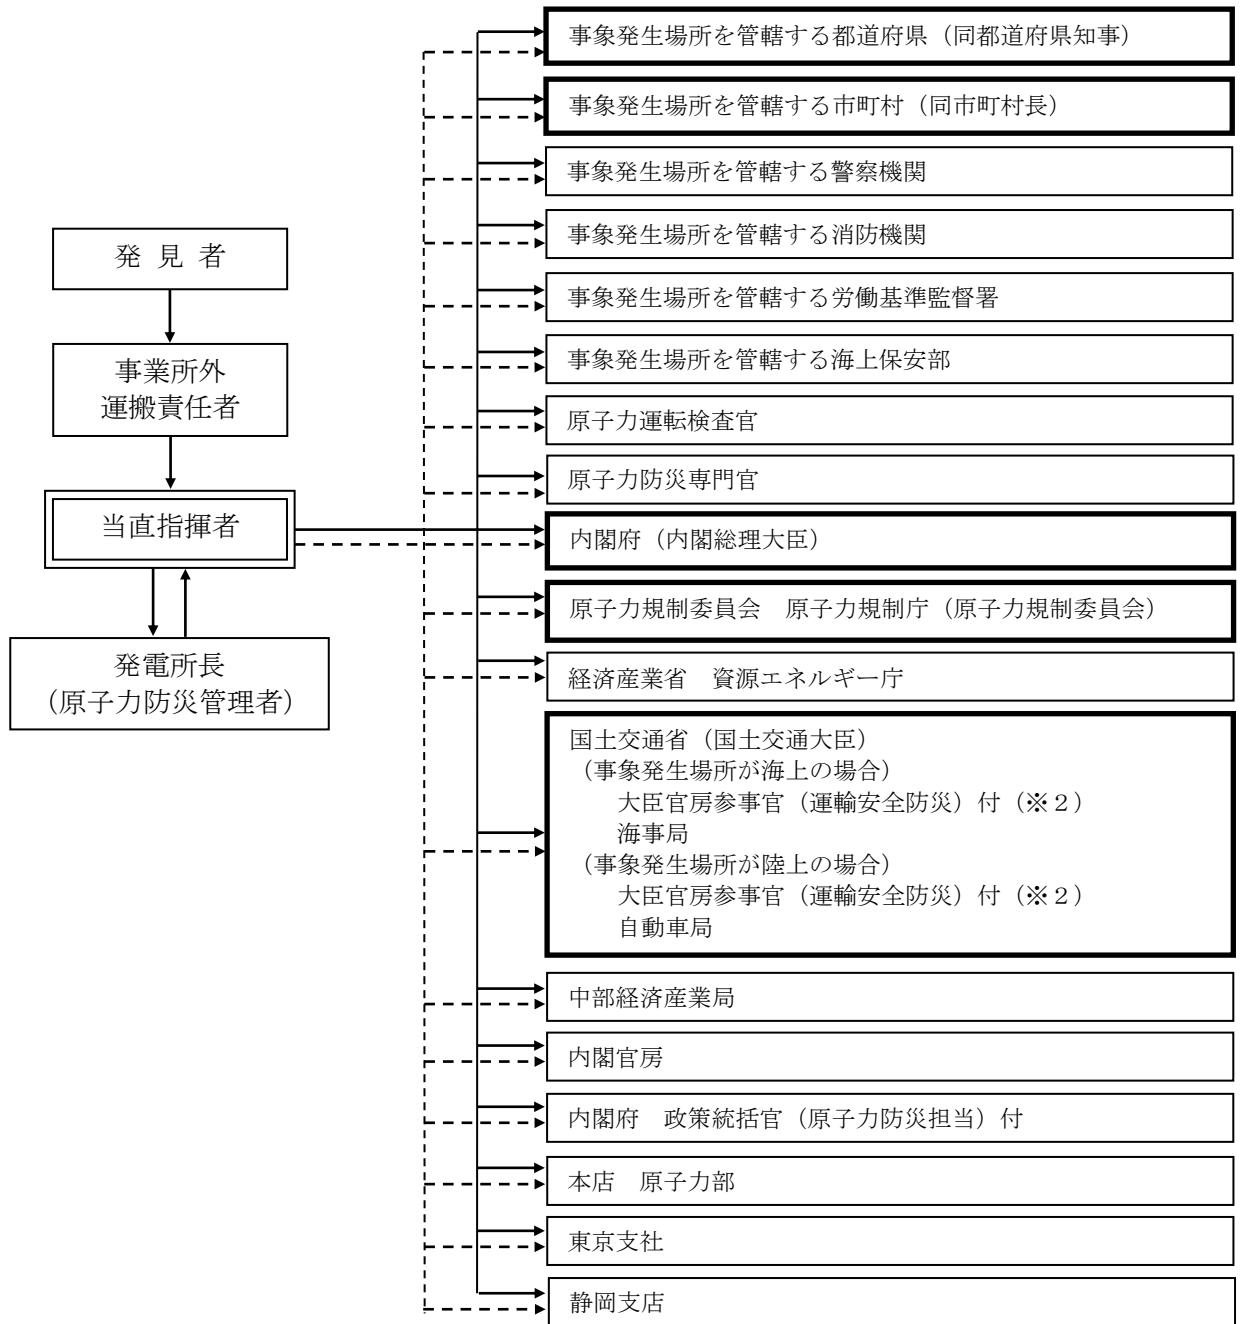 発 見 者
事業所外
運搬責任者
当直指揮者
発電所長
（原子力防災管理者）
事象発生場所を管轄する都道府県（同都道府県知事）
事象発生場所を管轄する市町村（同市町村長）
事象発生場所を管轄する警察機関
事象発生場所を管轄する消防機関
事象発生場所を管轄する労働基準監督署
事象発生場所を管轄する海上保安部
原子力運転検査官
原子力防災専門官
内閣府（内閣総理大臣）
原子力規制委員会　原子力規制庁（原子力規制委員会）
経済産業省　資源エネルギー庁
国土交通省（国土交通大臣）
（事象発生場所が海上の場合）
大臣官房参事官（運輸安全防災）付（※２）
海事局
（事象発生場所が陸上の場合）
大臣官房参事官（運輸安全防災）付（※２）
自動車局
中部経済産業局
内閣官房
内閣府　政策統括官（原子力防災担当）付
本店　原子力部
東京支社
静岡支店